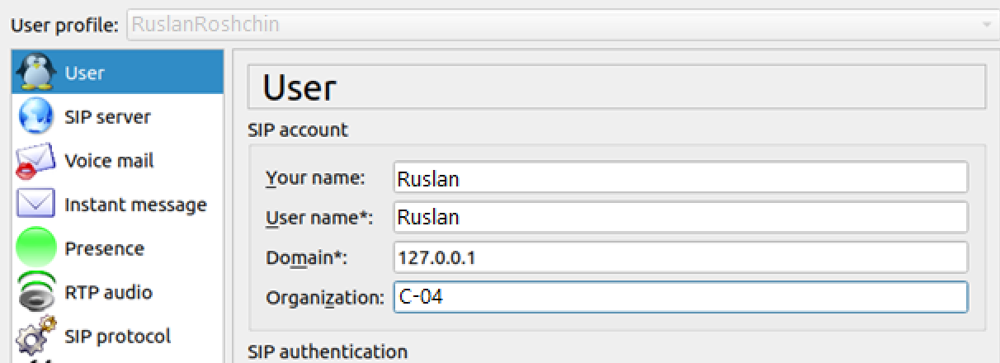 User profile: RuslanRoshchin
User
SIP server
Voice mail
Instant message
Presence
RTP audio
SIP protocol
User
SIP account
Your name: Ruslan
User name*: Ruslan
Domain*: 127.0.0.1
Organization: C-04
SIP authentication